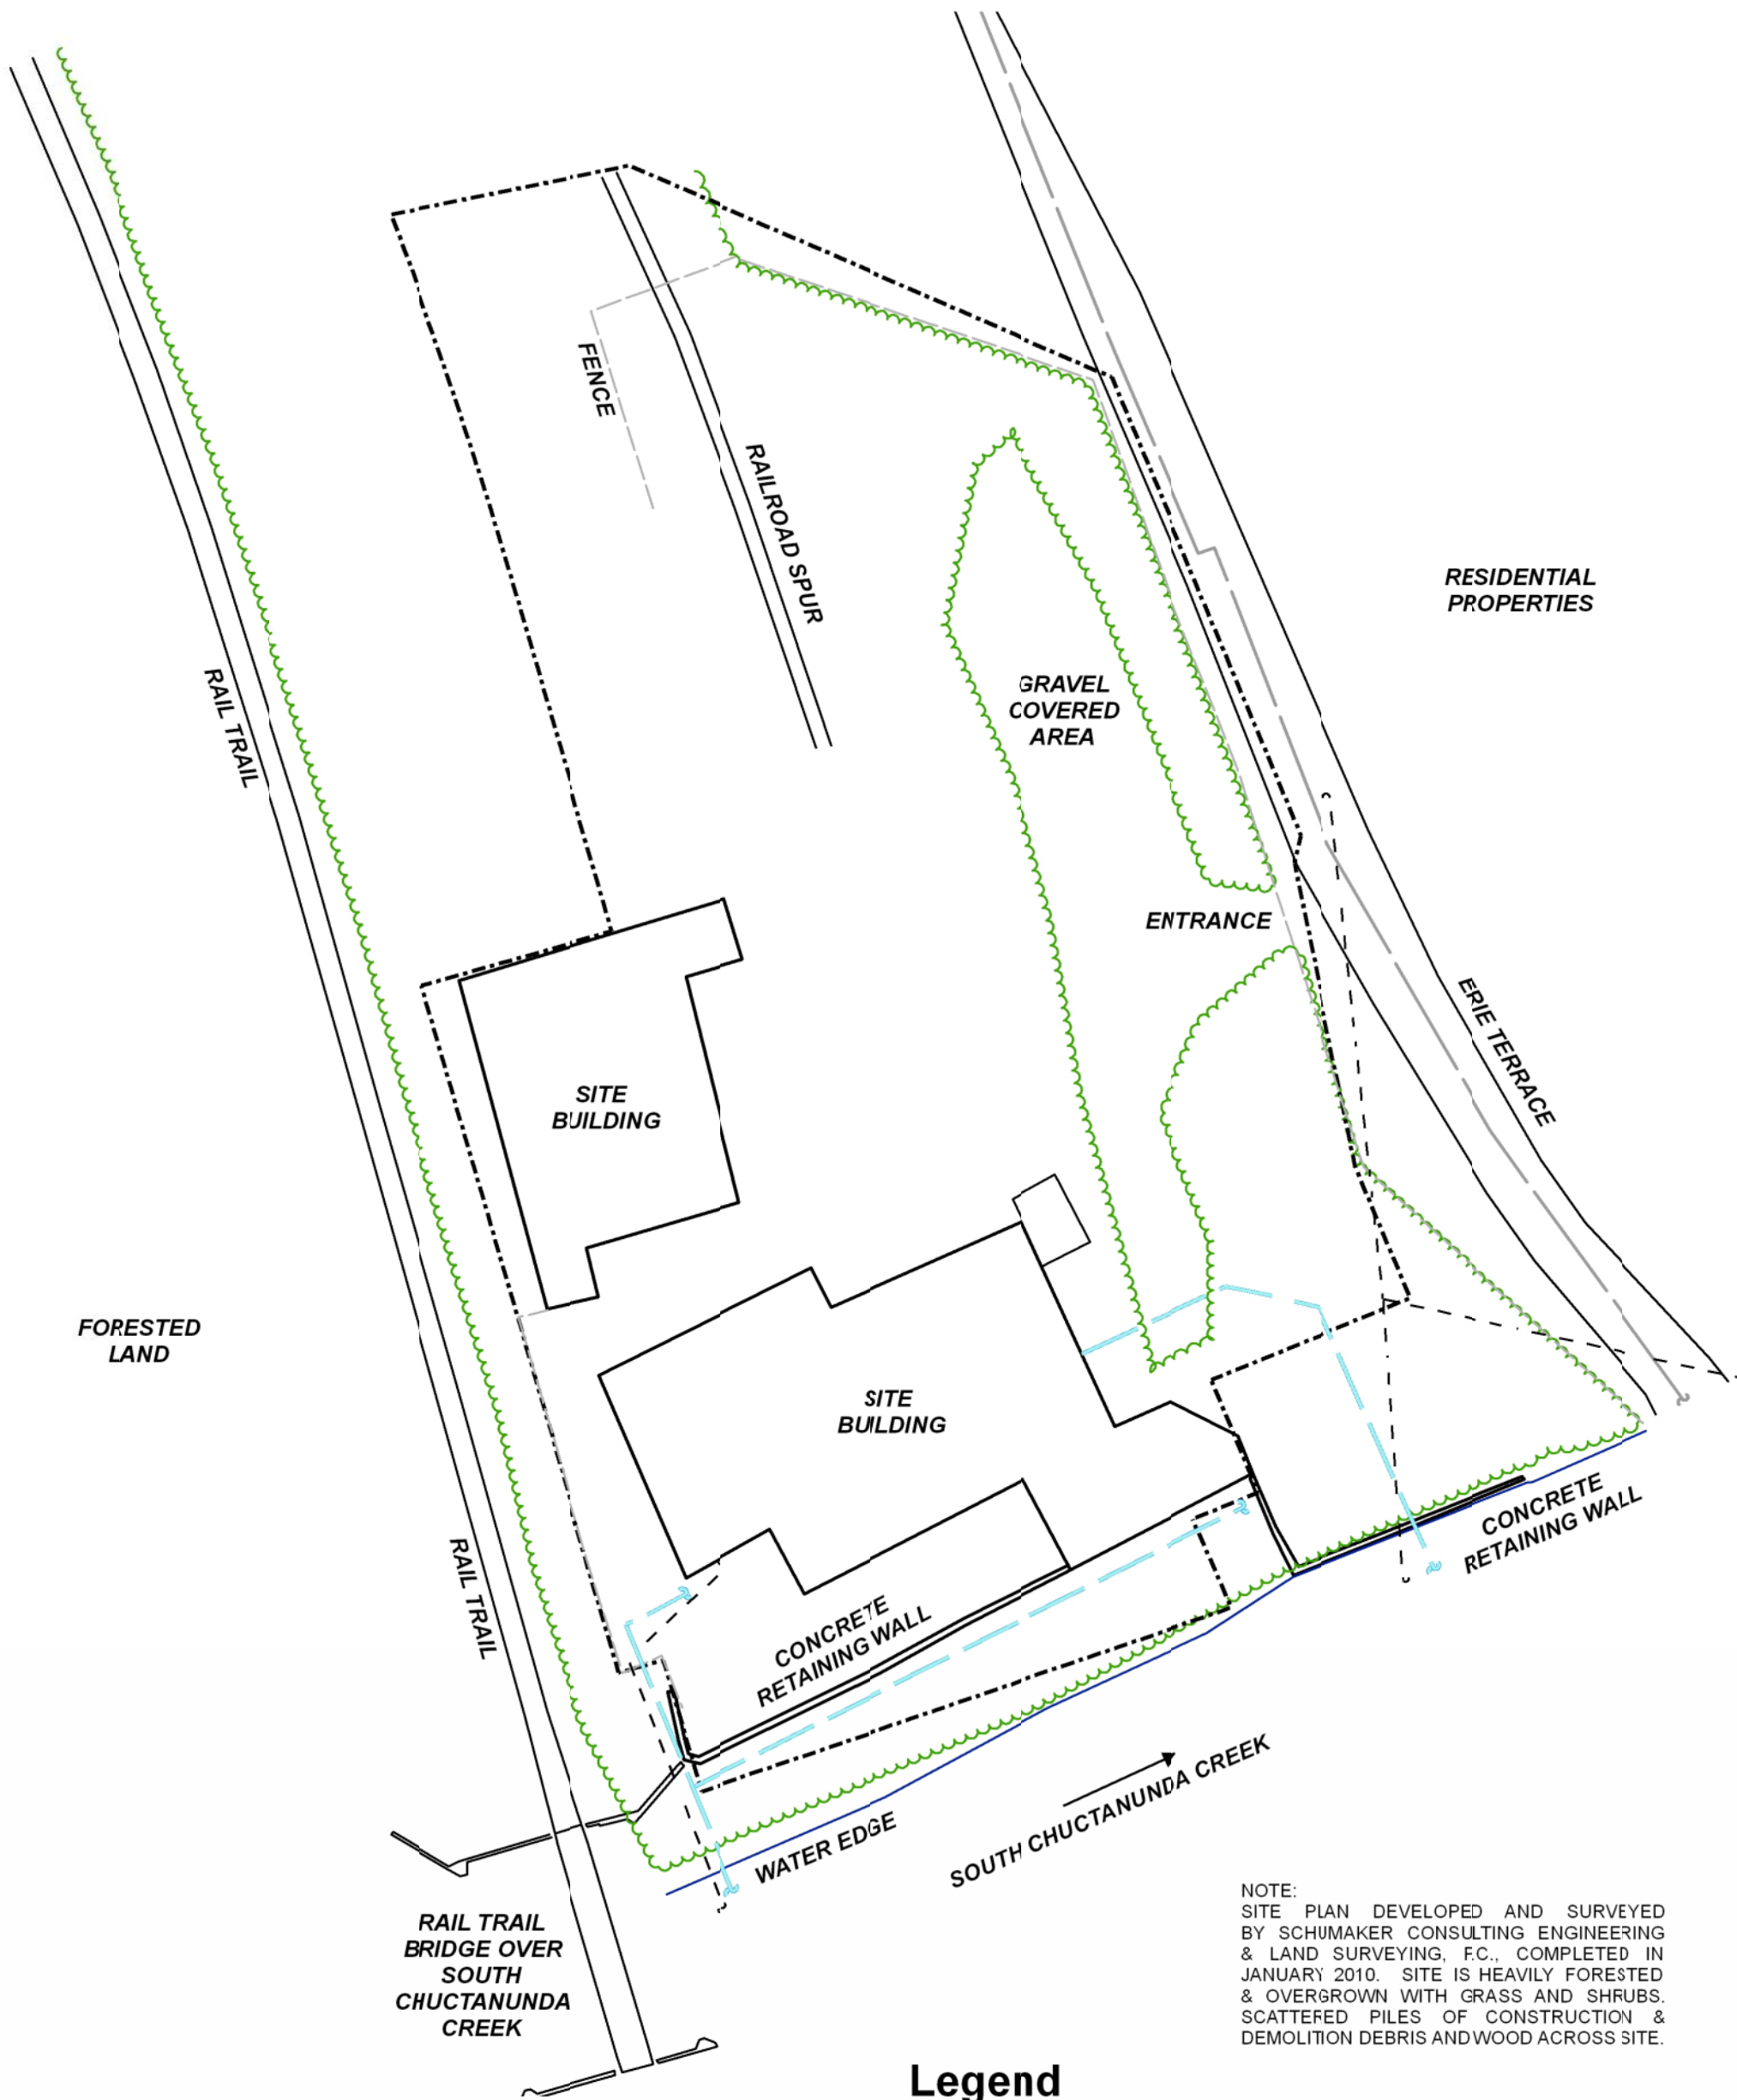 FENCE
RAILROAD SPUR
RESIDENTIAL
PROPERTIES
RAIL TRAIL
GRAVEL
COVERED
AREA
ENTRANCE
ERIE TERRACE
SITE
BUILDING
FORESTED
LAND
SITE
BUILDING
CONCRETE
RETAINING WALL
RAIL TRAIL
CONCRETE
RETAINING WALL
WATER EDGE
SOUTH CHUCTANUNDA CREEK
RAIL TRAIL
BRIDGE OVER
SOUTH
CHUCTANUNDA
CREEK
NOTE:
SITE PLAN DEVELOPED AND SURVEYED
BY SCHUMAKER CONSULTING ENGINEERING
& LAND SURVEYING, P.C., COMPLETED IN
JANUARY 2010. SITE IS HEAVILY FORESTED
& OVERGROWN WITH GRASS AND SHRUBS.
SCATTERED PILES OF CONSTRUCTION &
DEMOLITION DEBRIS AND WOOD ACROSS SITE.
Legend